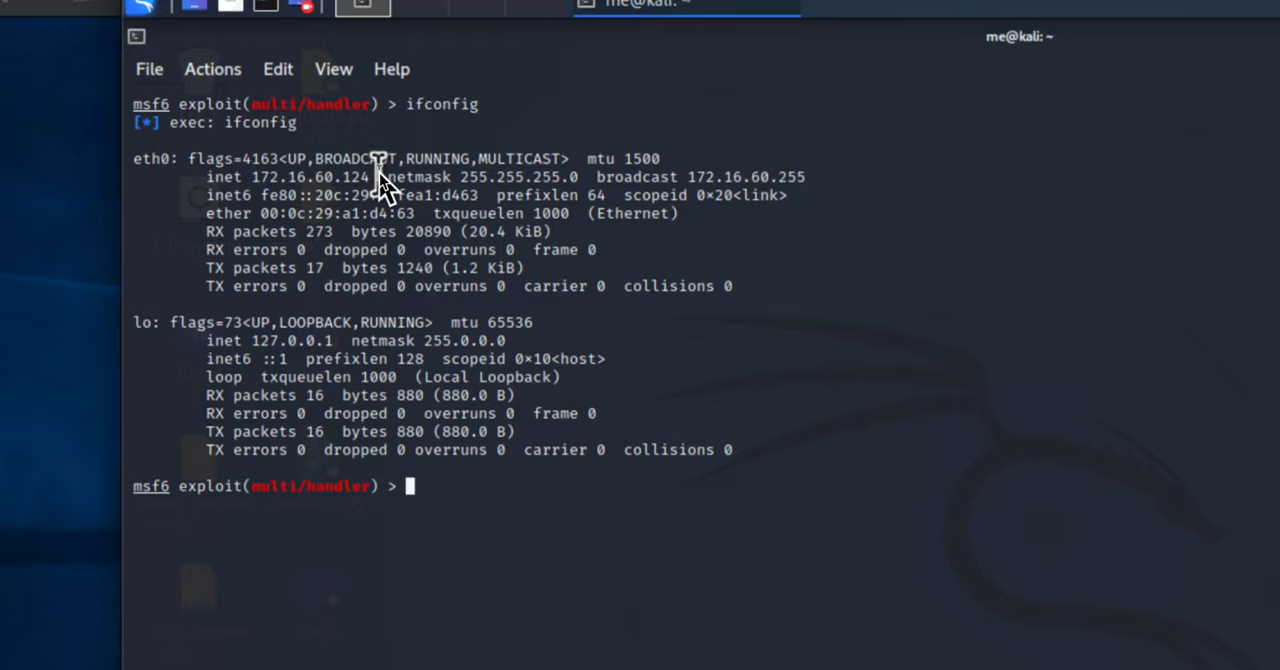 me@kali: ~
me@kali: ~
File Actions Edit View Help
msf6 exploit(multi/handler) > ifconfig
[*] exec: ifconfig
eth0: flags=4163<UP,BROADCAST,RUNNING,MULTICAST> mtu 1500
inet 172.16.60.124 netmask 255.255.255.0 broadcast 172.16.60.255
inet6 fe80::20c:29 fea1:d463 prefixlen 64 scopeid 0×20<link>
ether 00:0c:29:a1:d4:63 txqueuelen 1000 (Ethernet)
RX packets 273 bytes 20890 (20.4 KiB)
RX errors 0 dropped 0 overruns 0 frame 0
TX packets 17 bytes 1240 (1.2 KiB)
TX errors 0 dropped 0 overruns 0 carrier 0 collisions 0
lo: flags=73<UP,LOOPBACK,RUNNING> mtu 65536
inet 127.0.0.1 netmask 255.0.0.0
inet6 ::1 prefixlen 128 scopeid 0×10<host>
loop txqueuelen 1000 (Local Loopback)
RX packets 16 bytes 880 (880.0 B)
RX errors 0 dropped 0 overruns 0 frame 0
TX packets 16 bytes 880 (880.0 B)
TX errors 0 dropped 0 overruns 0 carrier 0 collisions 0
msf6 exploit(multi/handler) >